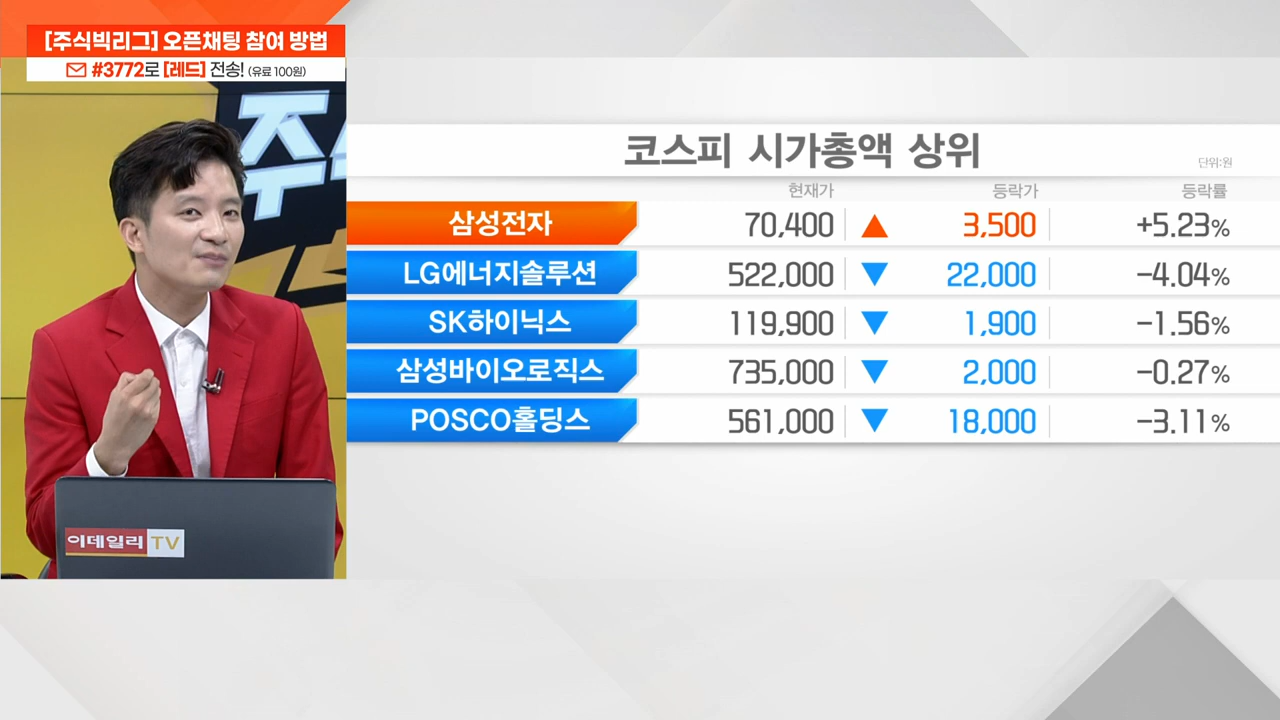 [주식빅리그] 오픈채팅 참여 방법
#3772로 [레드] 전송! (유료 100원)
주
이데일리 TV
코스피 시가총액 상위
단위:원
현재가 등락가 등락률
삼성전자 70,400 ▲ 3,500 +5.23%
LG에너지솔루션 522,000 ▼ 22,000 -4.04%
SK하이닉스 119,900 ▼ 1,900 -1.56%
삼성바이오로직스 735,000 ▼ 2,000 -0.27%
POSCO홀딩스 561,000 ▼ 18,000 -3.11%